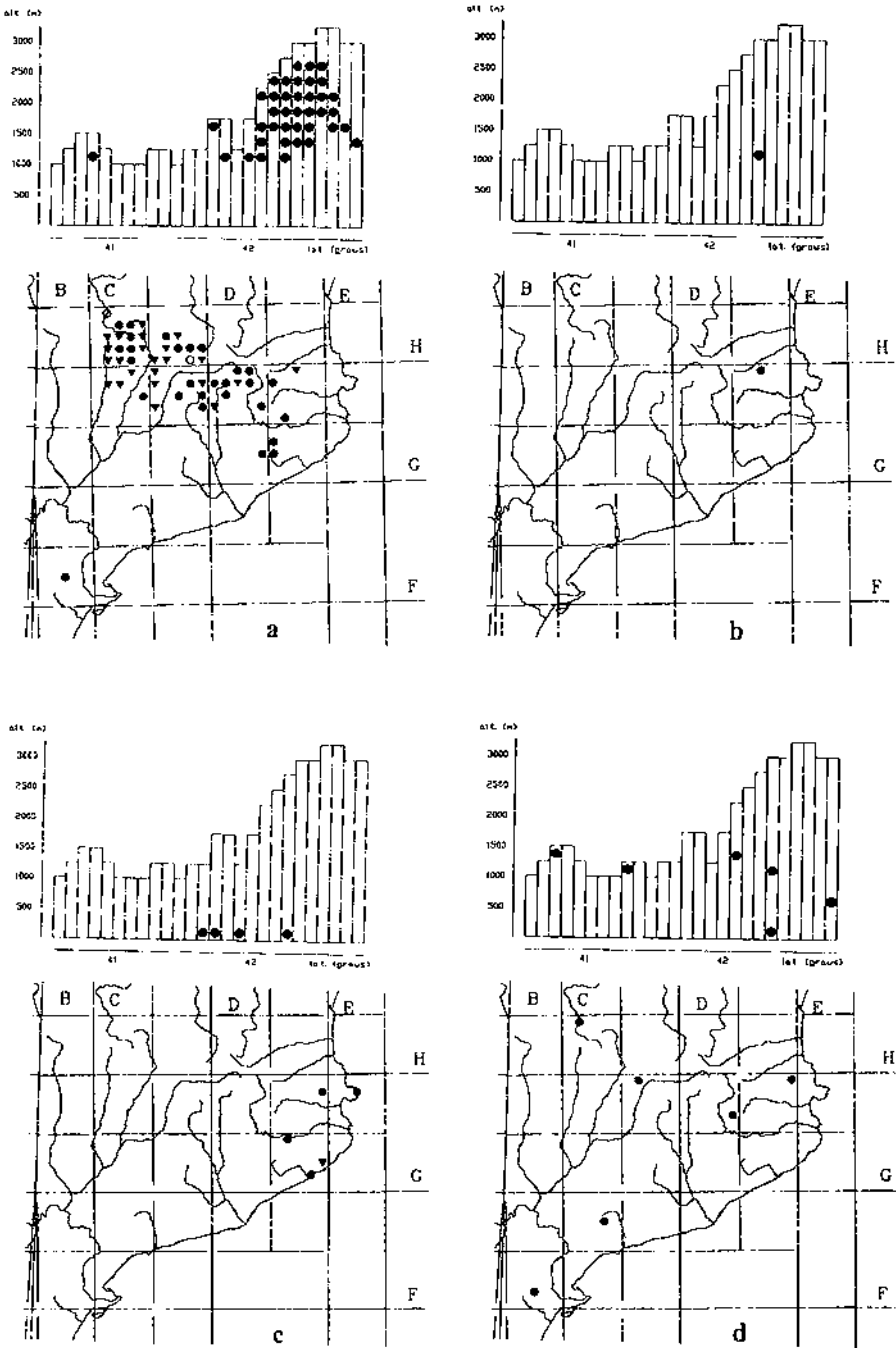 alt. (m)
3000
2500
2000
1500
1000
500
41
42
lat. (graus)
B
C
D
E
H
G
F
a
alt. (m)
3000
2500
2000
1500
1000
500
41
42
lat. (graus)
B
C
D
E
H
G
F
b
alt. (m)
3000
2500
2000
1500
1000
500
41
42
lat. (graus)
B
C
D
E
H
G
F
c
alt. (m)
3000
2500
2000
1500
1000
500
41
42
lat (graus)
B
C
D
E
H
G
F
d